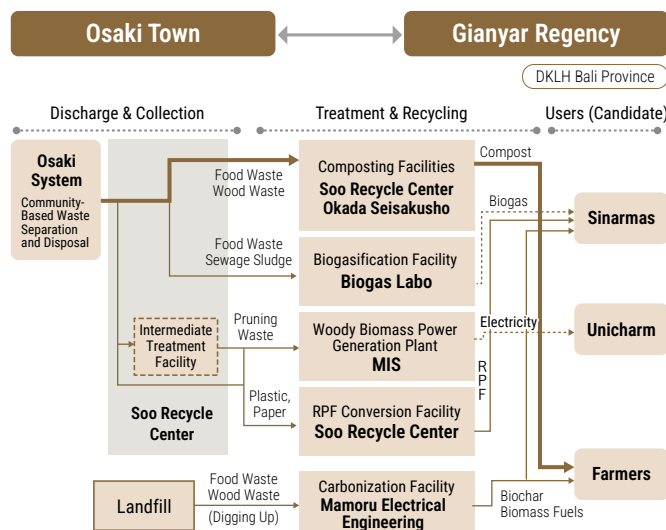 Osaki Town
Gianyar Regency
DKLH Bali Province
Discharge & Collection
Treatment & Recycling
Users (Candidate)
Osaki
System
Community-
Based Waste
Separation
and Disposal
Food Waste
Wood Waste
Composting Facilities
Soo Recycle Center
Okada Seisakusho
Compost
Biogas
Sinarmas
Food Waste
Sewage Sludge
Biogasification Facility
Biogas Labo
Intermediate
Treatment
Facility
Pruning
Waste
Woody Biomass Power
Generation Plant
MIS
Electricity
Unicharm
RPF
Soo Recycle
Center
Plastic,
Paper
RPF Conversion Facility
Soo Recycle Center
Landfill
Food Waste
Wood Waste
(Digging Up)
Carbonization Facility
Mamoru Electrical
Engineering
Biochar
Biomass Fuels
Farmers